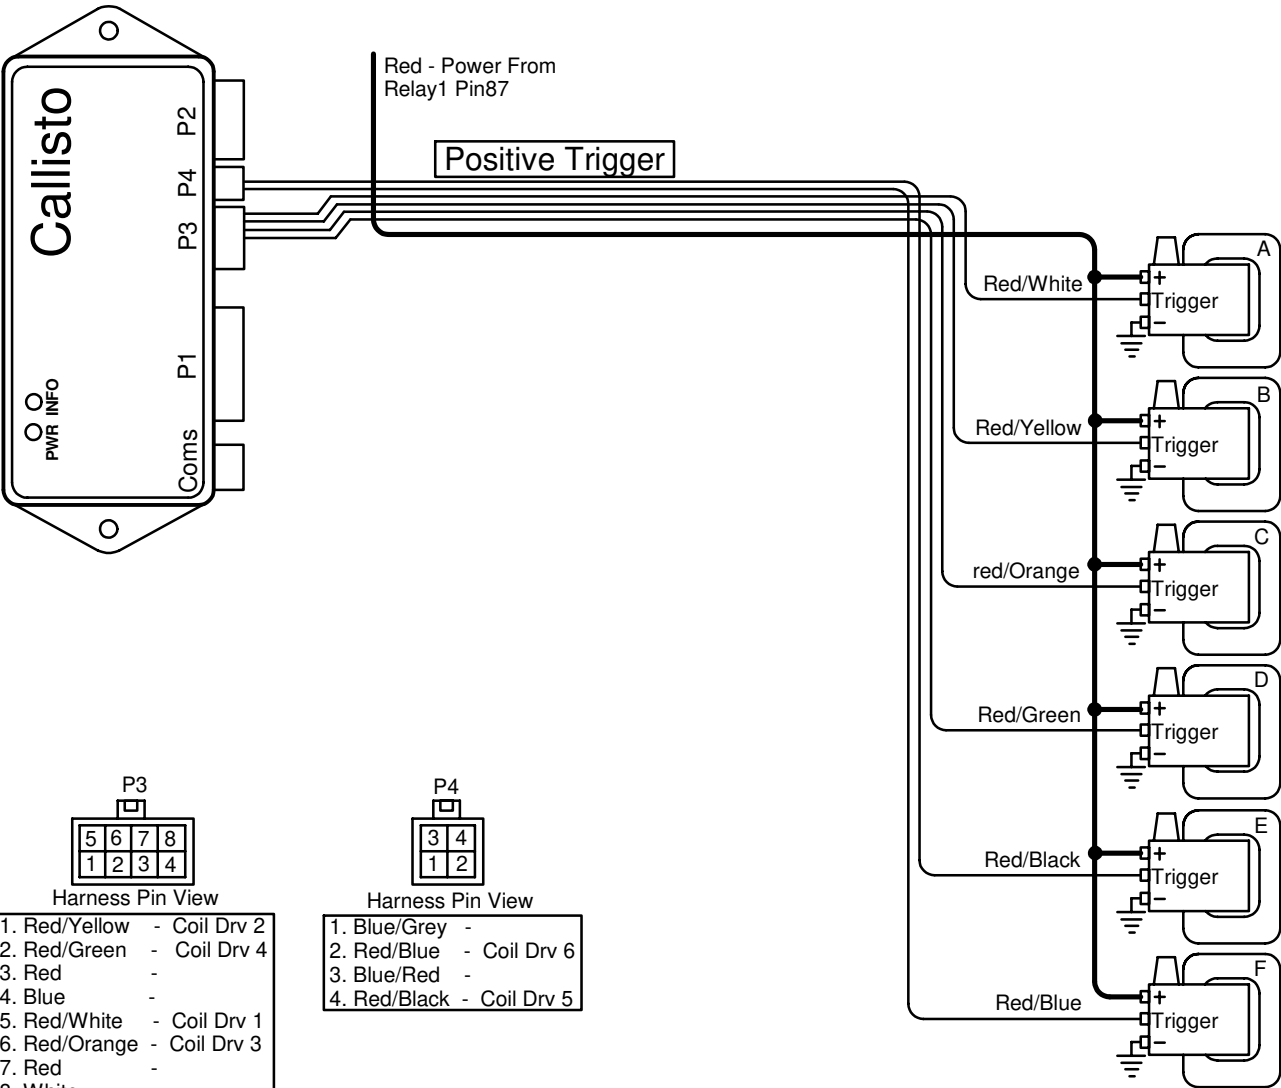 Callisto
P2
P4
P3
P1
Coms
PWR
INFO
Red - Power From
Relay1 Pin87
Positive Trigger
A
Red/White
+
Trigger
-
B
Red/Yellow
+
Trigger
-
C
red/Orange
+
Trigger
-
D
Red/Green
+
Trigger
-
E
Red/Black
+
Trigger
-
F
Red/Blue
+
Trigger
-
P3
5 6 7 8
1 2 3 4
Harness Pin View
1. Red/Yellow - Coil Drv 2
2. Red/Green - Coil Drv 4
3. Red -
4. Blue -
5. Red/White - Coil Drv 1
6. Red/Orange - Coil Drv 3
7. Red -
P4
3 4
1 2
Harness Pin View
1. Blue/Grey -
2. Red/Blue - Coil Drv 6
3. Blue/Red -
4. Red/Black - Coil Drv 5